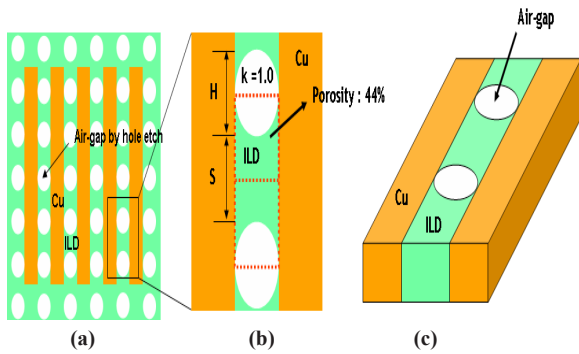 Air-gap by hole etch
Cu
ILD
(a)
H
S
k =1.0
Cu
Porosity : 44%
ILD
(b)
Air-gap
Cu
ILD
(c)